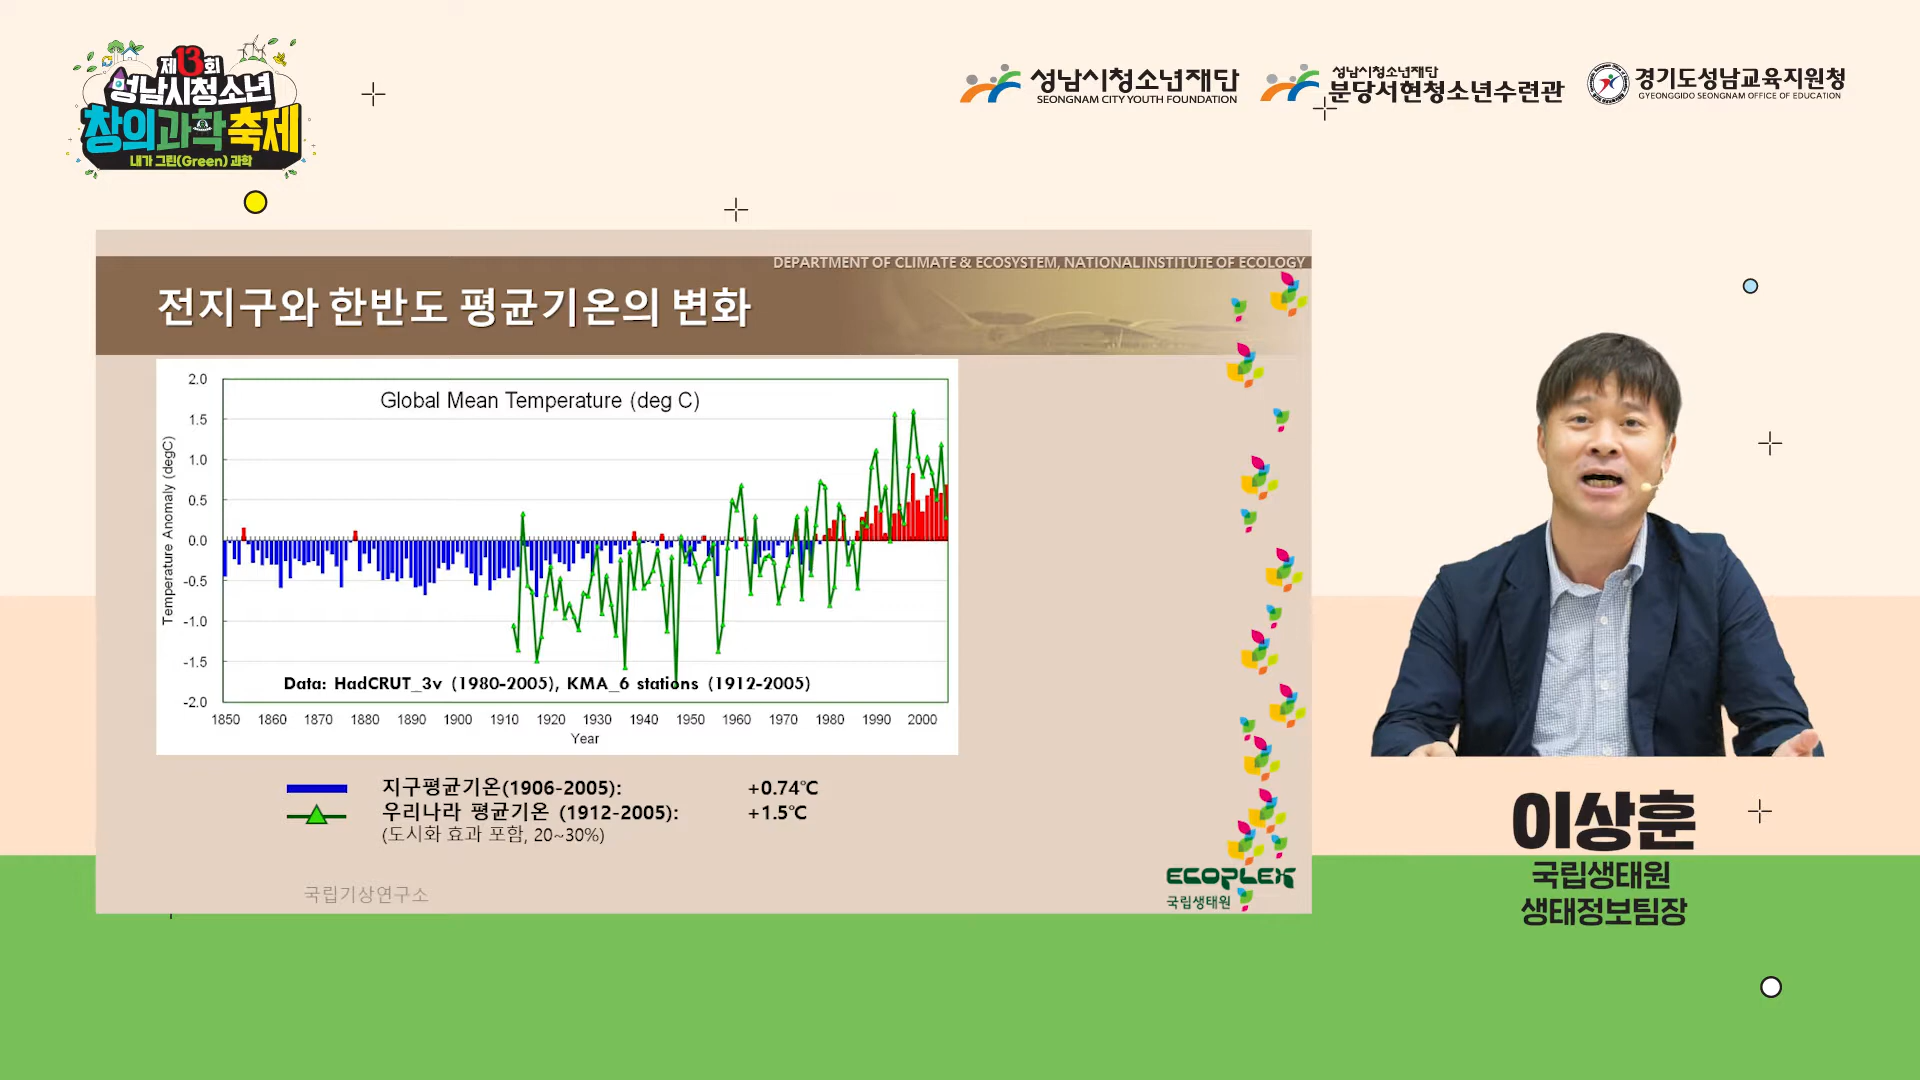 제13회
성남시청소년
창의과학축제
내가 그린(Green) 과학
성남시청소년재단
SEONGNAM CITY YOUTH FOUNDATION
성남시청소년재단
분당서현청소년수련관
경기도성남교육지원청
GYEONGGIDO SEONGNAM OFFICE OF EDUCATION
DEPARTMENT OF CLIMATE & ECOSYSTEM, NATIONAL INSTITUTE OF ECOLOGY
전지구와 한반도 평균기온의 변화
Global Mean Temperature (deg C)
Temperature Anomaly (degC)
2.0
1.5
1.0
0.5
0.0
-0.5
-1.0
-1.5
-2.0
Data: HadCRUT_3v (1980-2005), KMA_6 stations (1912-2005)
1850 1860 1870 1880 1890 1900 1910 1920 1930 1940 1950 1960 1970 1980 1990 2000
Year
지구평균기온(1906-2005): +0.74℃
우리나라 평균기온 (1912-2005): +1.5℃
(도시화 효과 포함, 20~30%)
국립기상연구소
ECOPLEX
국립생태원
이상훈
국립생태원
생태정보팀장